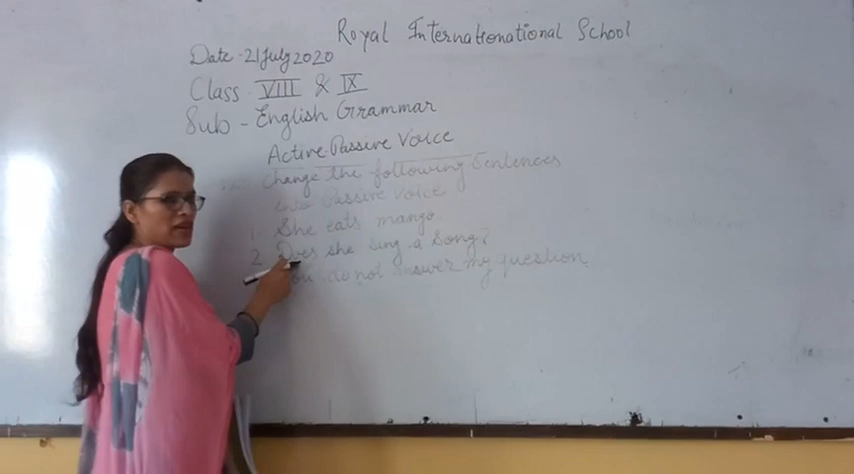 Royal Internationational School
Date - 21 July 2020
Class VIII & IX
Sub - English Grammar
Active-Passive Voice
Change the following Sentences
into Passive Voice
1. She eats mango.
2. Does she sing a song?
You do not answer my question.